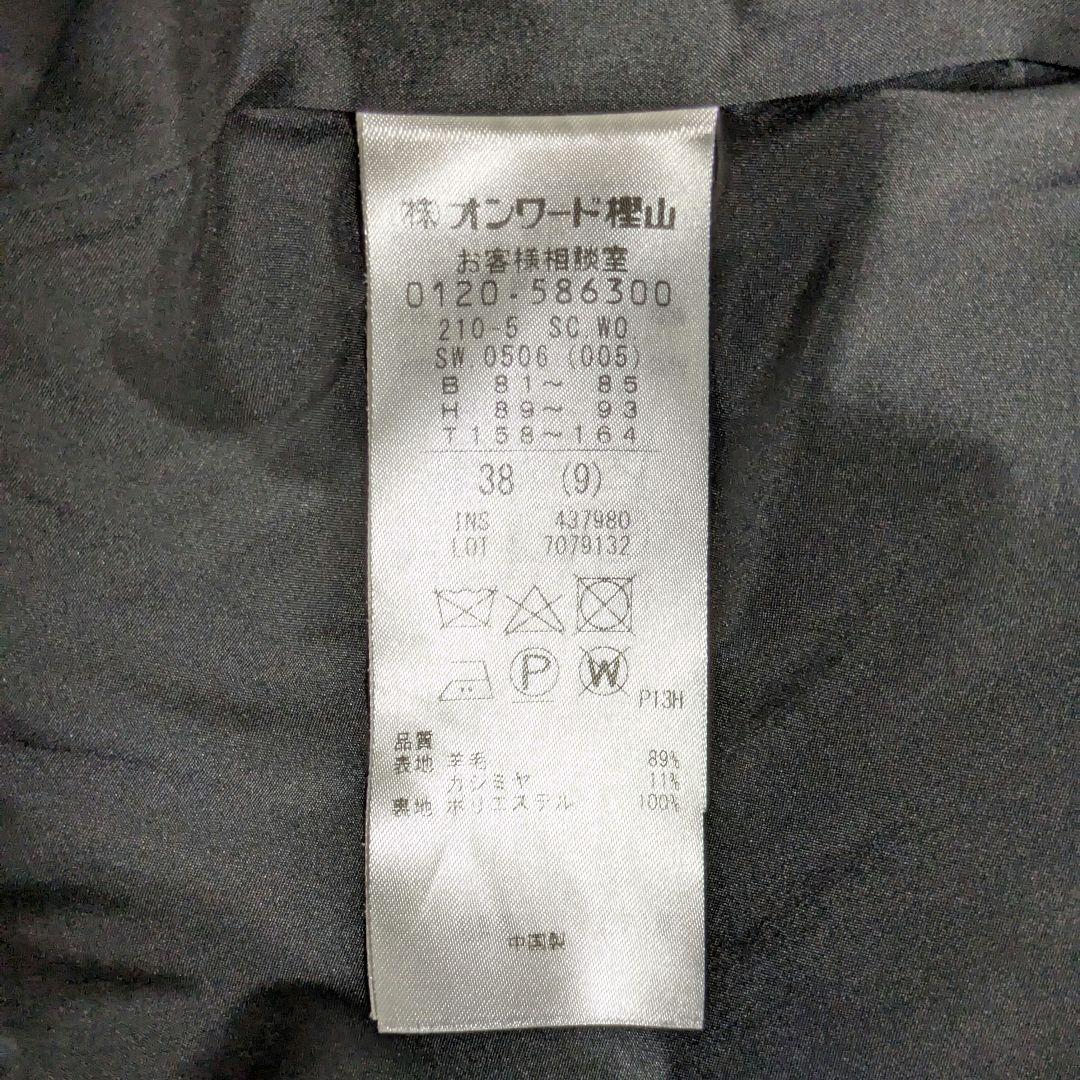 ㈱オンワード樫山
お客様相談室
0120-586300
210-5 SC.WO.
SW.0506 (005)
B 81～ 85
H 89～ 93
T158～164
38 (9)
INS 437980
LOT 7079132
P
W
P13H
品質
表地 羊毛 89%
カシミヤ 11%
裏地 ポリエステル 100%
中国製